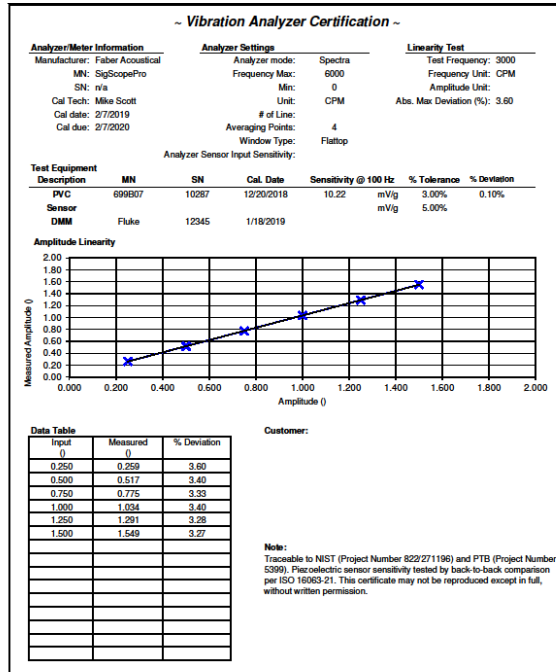 ~ Vibration Analyzer Certification ~
Analyzer/Meter Information
Manufacturer: Faber Acoustical
MN: SigScopePro
SN: n/a
Cal Tech: Mike Scott
Cal date: 2/7/2019
Cal due: 2/7/2020
Analyzer Settings
Analyzer mode: Spectra
Frequency Max: 6000
Min: 0
Unit: CPM
# of Line:
Averaging Points: 4
Window Type: Flattop
Analyzer Sensor Input Sensitivity:
Linearity Test
Test Frequency: 3000
Frequency Unit: CPM
Amplitude Unit:
Abs. Max Deviation (%): 3.60
Test Equipment
Description MN SN Cal. Date Sensitivity @ 100 Hz % Tolerance % Deviation
PVC 699B07 10287 12/20/2018 10.22 mV/g 3.00% 0.10%
Sensor mV/g 5.00%
DMM Fluke 12345 1/18/2019
Amplitude Linearity
Measured Amplitude ()
2.00
1.80
1.60
1.40
1.20
1.00
0.80
0.60
0.40
0.20
0.00
0.000 0.200 0.400 0.600 0.800 1.000 1.200 1.400 1.600 1.800 2.000
Amplitude ()
Data Table
Input Measured % Deviation
() ()
0.250 0.259 3.60
0.500 0.517 3.40
0.750 0.775 3.33
1.000 1.034 3.40
1.250 1.291 3.28
1.500 1.549 3.27
Customer:
Note:
Traceable to NIST (Project Number 822/271196) and PTB (Project Number
5399). Piezoelectric sensor sensitivity tested by back-to-back comparison
per ISO 16063-21. This certificate may not be reproduced except in full,
without written permission.